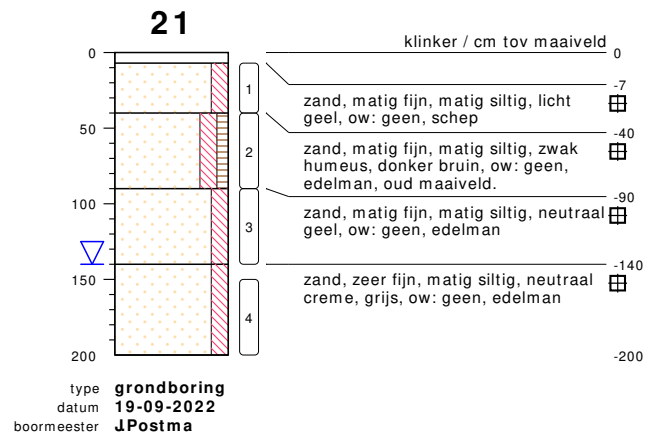 21
klinker / cm tov maaiveld
0
0
-7
1
zand, matig fijn, matig siltig, licht
geel, ow: geen, schep
50
-40
2
zand, matig fijn, matig siltig, zwak
humeus, donker bruin, ow: geen,
edelman, oud maaiveld.
100
-90
3
zand, matig fijn, matig siltig, neutraal
geel, ow: geen, edelman
150
-140
4
zand, zeer fijn, matig siltig, neutraal
creme, grijs, ow: geen, edelman
200
-200
type grondboring
datum 19-09-2022
boormeester J.Postma